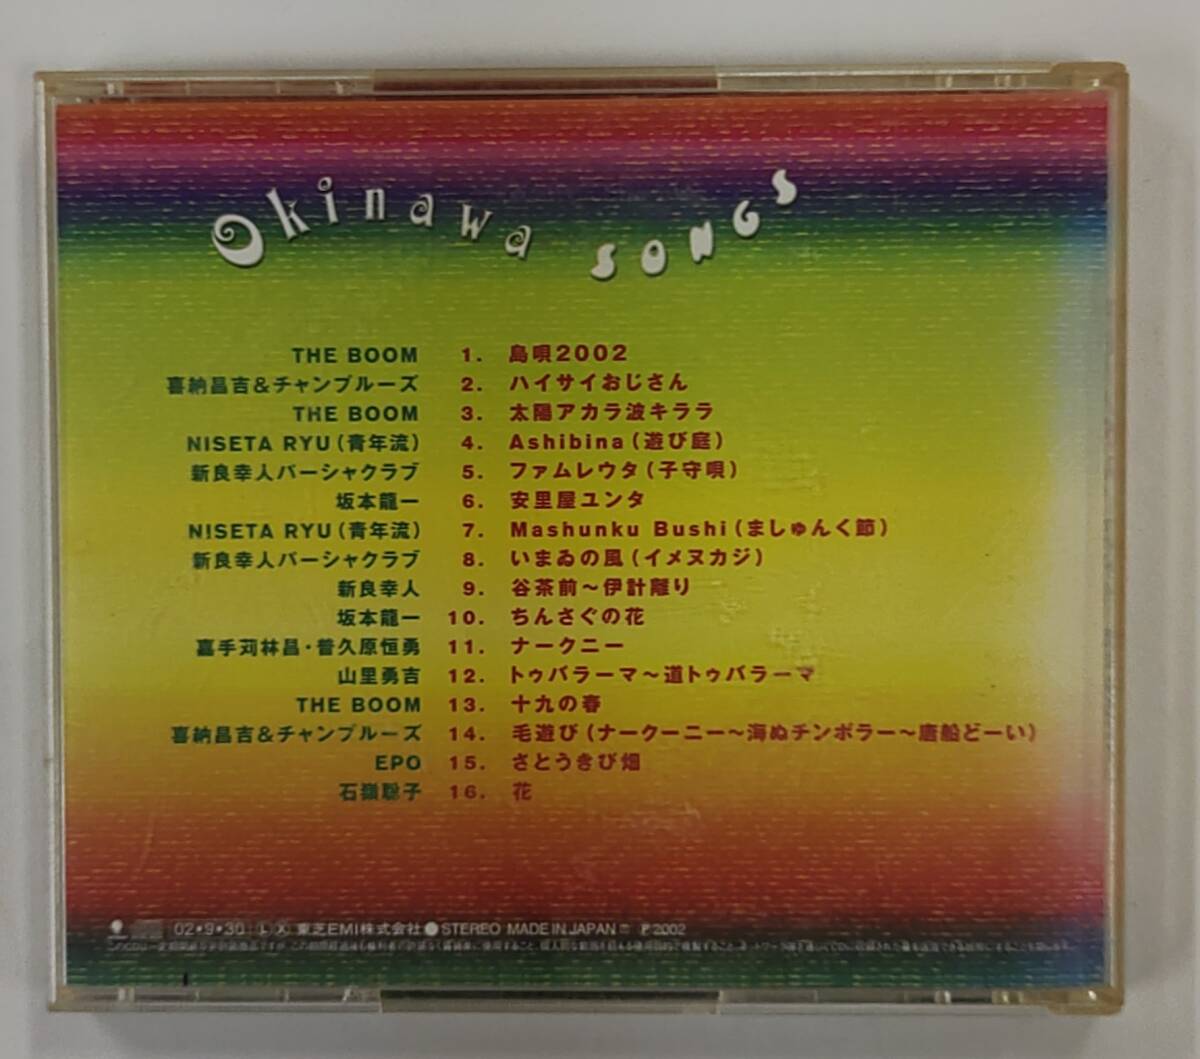 Okinawa SONGS
THE BOOM 1. 島唄2002
喜納昌吉&チャンプルーズ 2. ハイサイおじさん
THE BOOM 3. 太陽アカラ波キララ
NISETA RYU(青年流) 4. Ashibina(遊び庭)
新良幸人パーシャクラブ 5. ファムレウタ(子守唄)
坂本龍一 6. 安里屋ユンタ
NISETA RYU(青年流) 7. Mashunku Bushi(ましゅんく節)
新良幸人パーシャクラブ 8. いまゐの風(イメヌカジ)
新良幸人 9. 谷茶前～伊計離り
坂本龍一 10. ちんさぐの花
嘉手苅林昌・普久原恒勇 11. ナークニー
山里勇吉 12. トゥバラーマ～道トゥバラーマ
THE BOOM 13. 十九の春
喜納昌吉&チャンプルーズ 14. 毛遊び(ナークーニー～海ぬチンボラー～唐船どーい)
EPO 15. さとうきび畑
石嶺聡子 16. 花
02•9•30 L X 東芝EMI株式会社 ● STEREO MADE IN JAPAN ℗2002